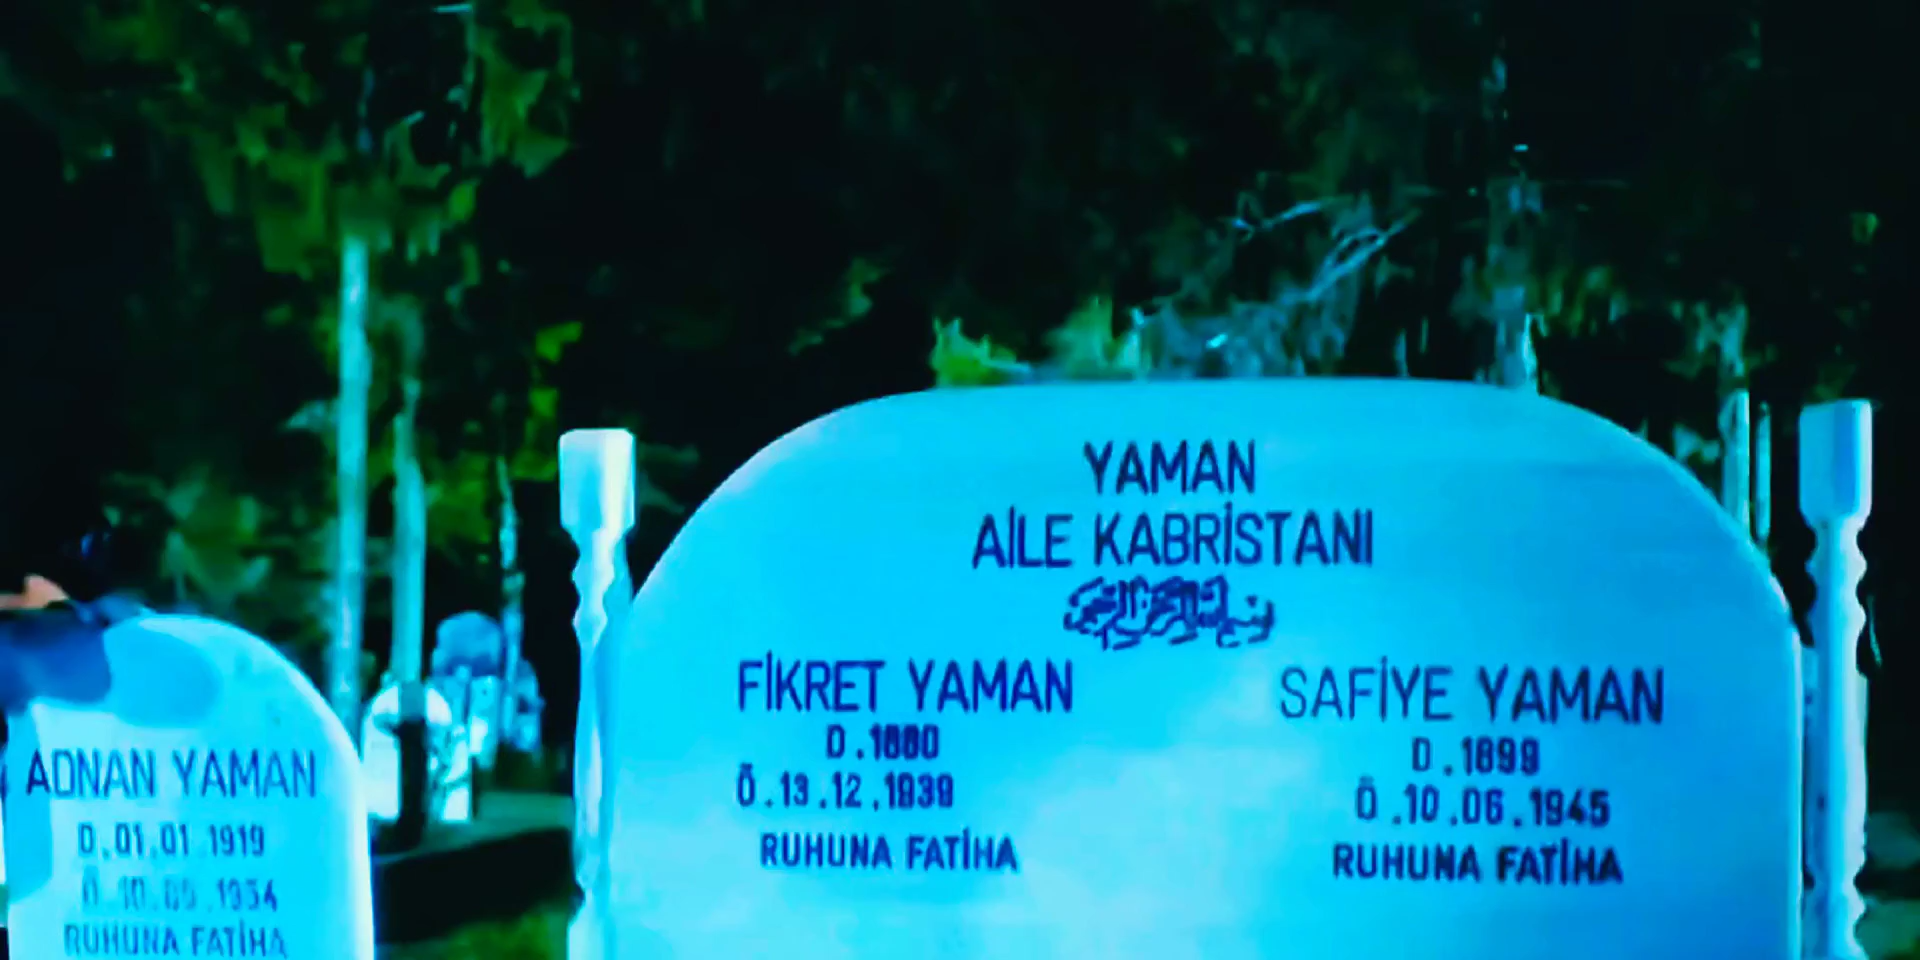 YAMAN
AİLE KABRİSTANI
FİKRET YAMAN
D.1880
Ö.13.12.1939
RUHUNA FATİHA
SAFİYE YAMAN
D.1899
Ö.10.06.1945
RUHUNA FATİHA
ADNAN YAMAN
D.01.01.1919
RUHUNA FATİHA